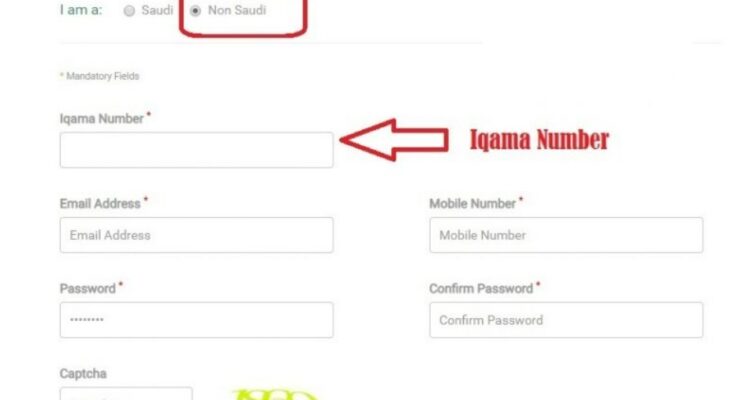 I am a: Saudi Non Saudi
* Mandatory Fields
Iqama Number *
Iqama Number
Email Address * Mobile Number *
Email Address Mobile Number
Password * Confirm Password *
•••••••• Confirm Password
Captcha